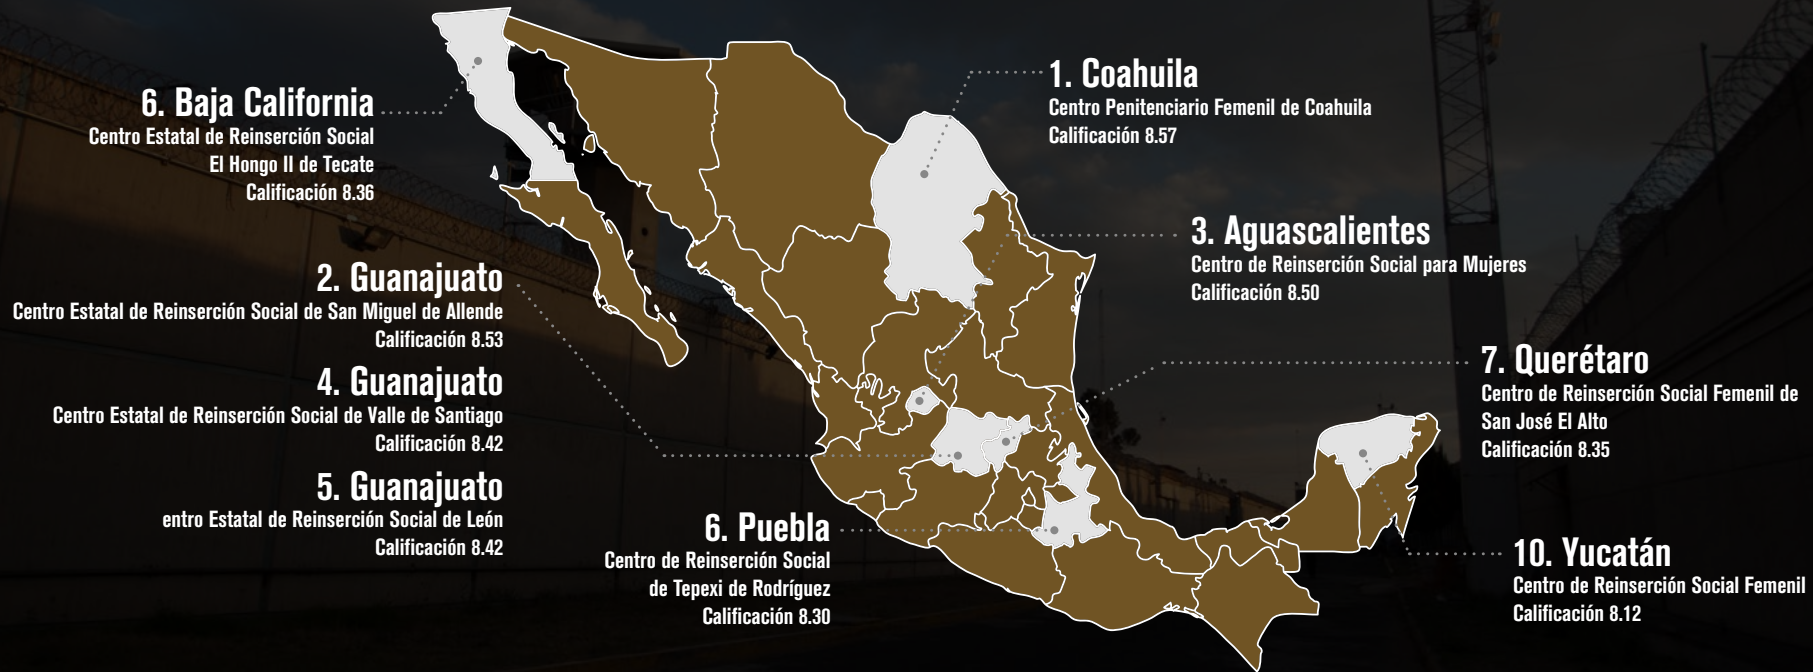 6. Baja California
Centro Estatal de Reinserción Social
El Hongo II de Tecate
Calificación 8.36
2. Guanajuato
Centro Estatal de Reinserción Social de San Miguel de Allende
Calificación 8.53
4. Guanajuato
Centro Estatal de Reinserción Social de Valle de Santiago
Calificación 8.42
5. Guanajuato
entro Estatal de Reinserción Social de León
Calificación 8.42
6. Puebla
Centro de Reinserción Social
de Tepexi de Rodríguez
Calificación 8.30
1. Coahuila
Centro Penitenciario Femenil de Coahuila
Calificación 8.57
3. Aguascalientes
Centro de Reinserción Social para Mujeres
Calificación 8.50
7. Querétaro
Centro de Reinserción Social Femenil de
San José El Alto
Calificación 8.35
10. Yucatán
Centro de Reinserción Social Femenil
Calificación 8.12